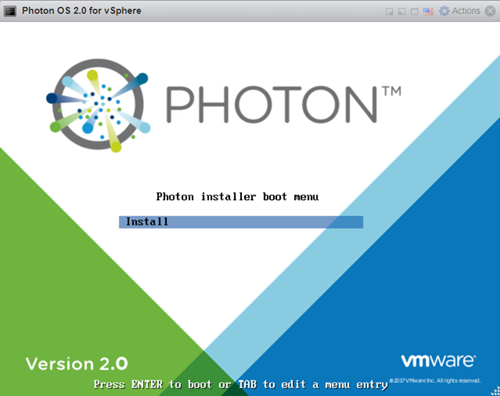 Photon OS 2.0 for vSphere
Actions
PHOTON™
Photon installer boot menu
Install
Version 2.0
vmware®
Press ENTER to boot or TAB to edit a menu entry
©2017 VMware, Inc. All rights reserved.